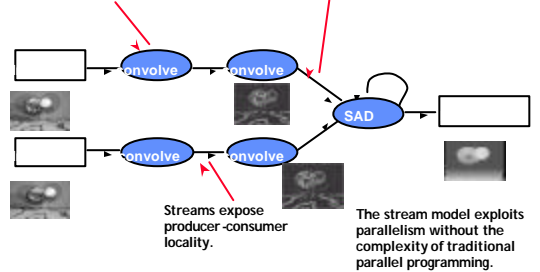 onvolve
onvolve
SAD
onvolve
onvolve
Streams expose
producer-consumer
locality.
The stream model exploits
parallelism without the
complexity of traditional
parallel programming.